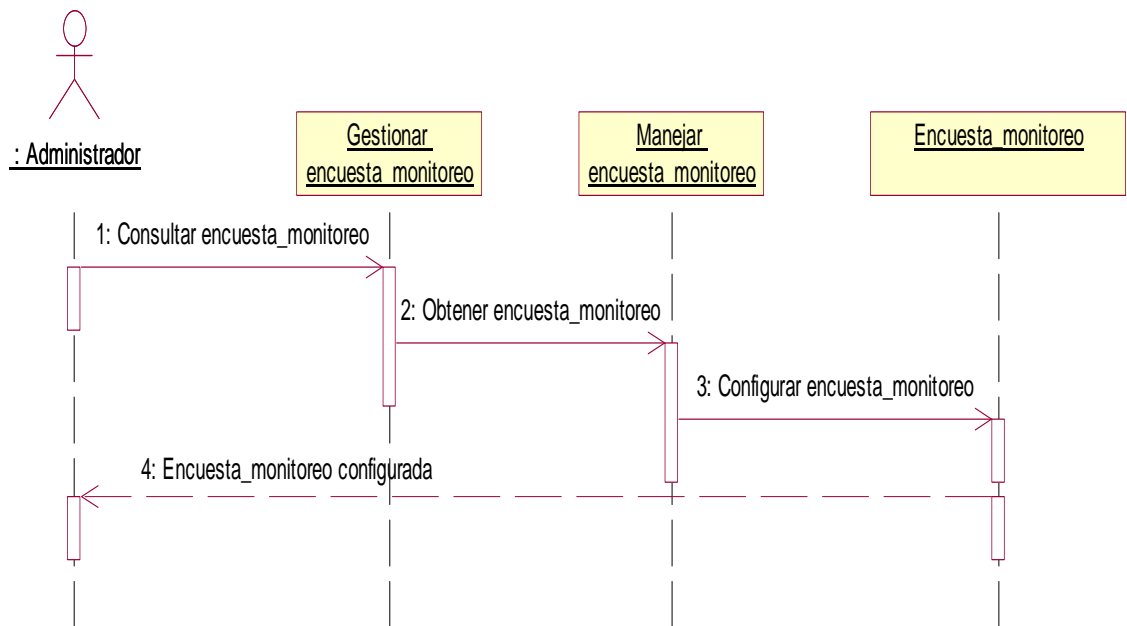 : Administrador
Gestionar
encuesta_monitoreo
Manejar
encuesta_monitoreo
Encuesta_monitoreo
1: Consultar encuesta_monitoreo
2: Obtener encuesta_monitoreo
3: Configurar encuesta_monitoreo
4: Encuesta_monitoreo configurada